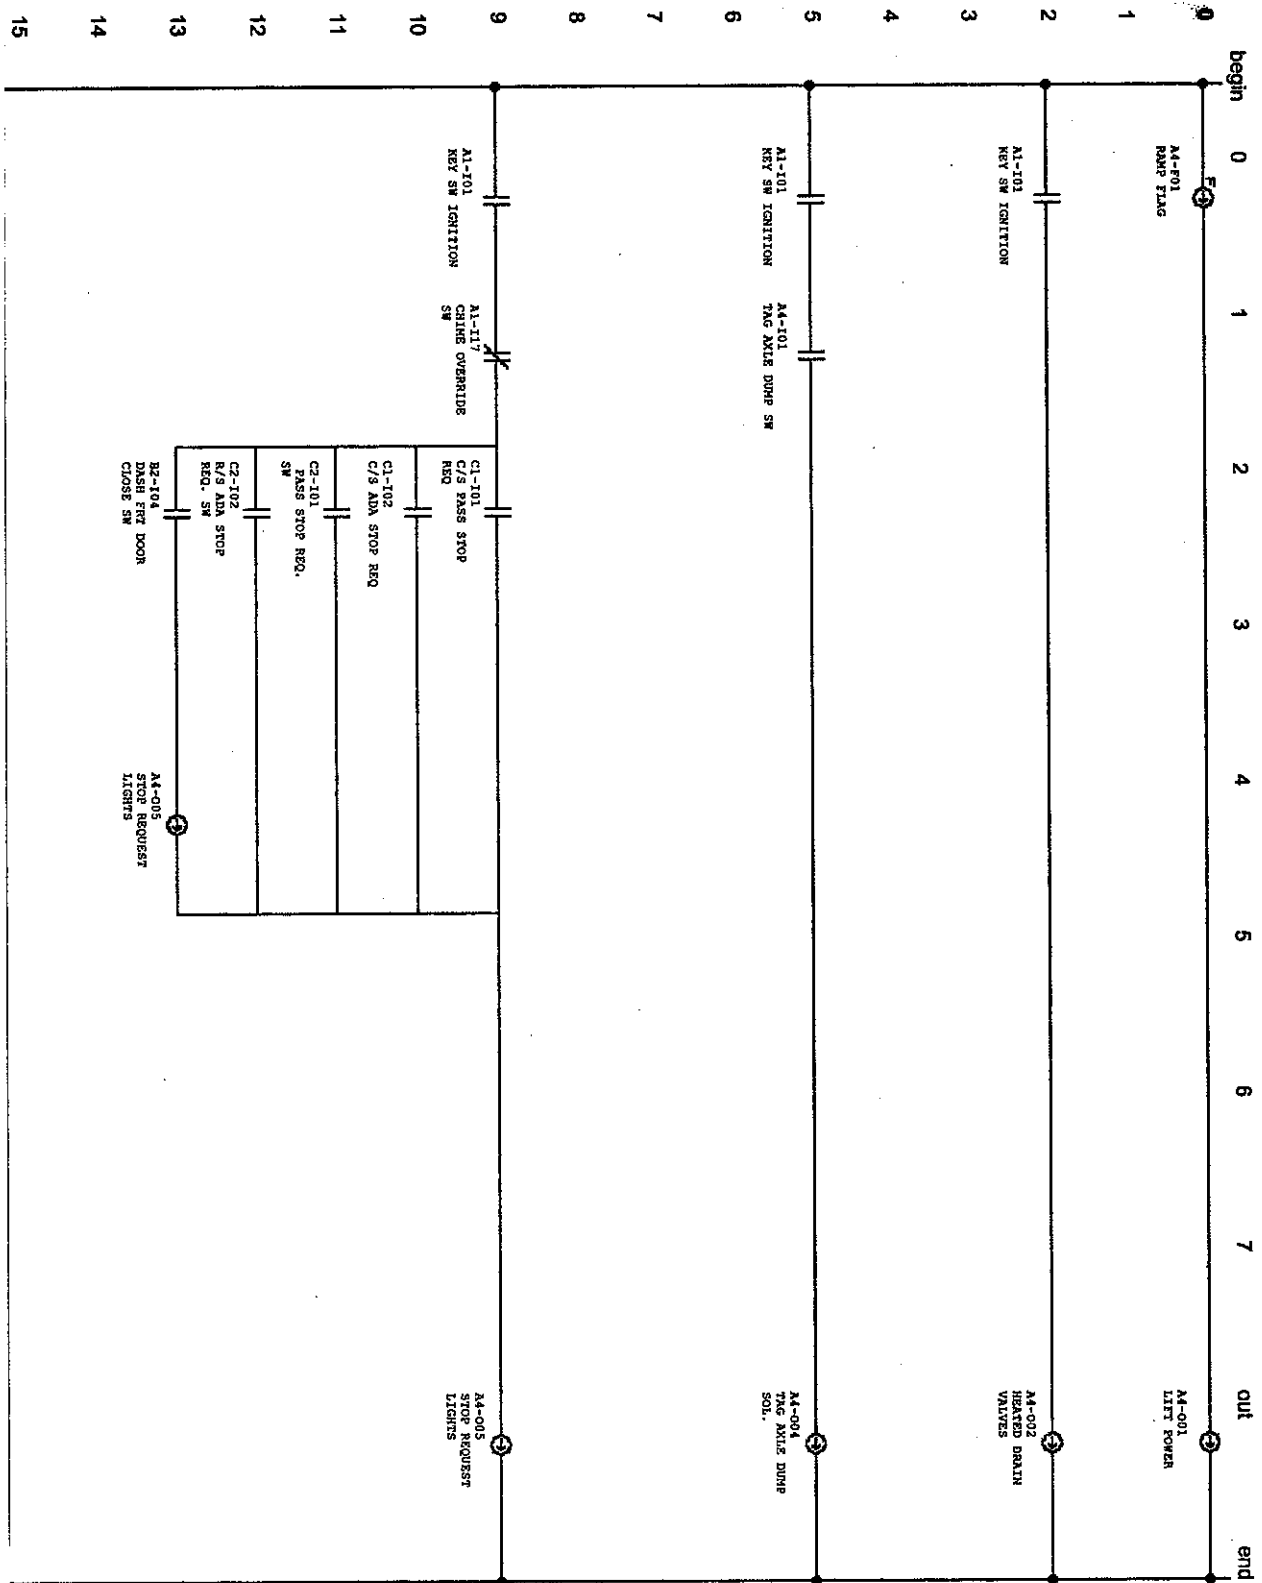 begin 0 1 2 3 4 5 6 7 out end
0
F
A4-F01
RAMP FLAG
A4-O01
LIFT POWER
1
2
A1-I01
KEY SW IGNITION
A4-O02
HEATED DRAIN
VALVES
3
4
5
A1-I01
KEY SW IGNITION
A4-I01
TAG AXLE DUMP SW
A4-O04
TAG AXLE DUMP
SOL.
6
7
8
9
A1-I01
KEY SW IGNITION
A1-I17
CHIME OVERRIDE
SW
C1-I01
C/S PASS STOP
REQ
A4-O05
STOP REQUEST
LIGHTS
10
C1-I02
C/S ADA STOP REQ
11
C2-I01
PASS STOP REQ.
SW
12
C2-I02
R/S ADA STOP
REQ. SW
13
B2-I04
DASH FRT DOOR
CLOSE SW
A4-O05
STOP REQUEST
LIGHTS
14
15